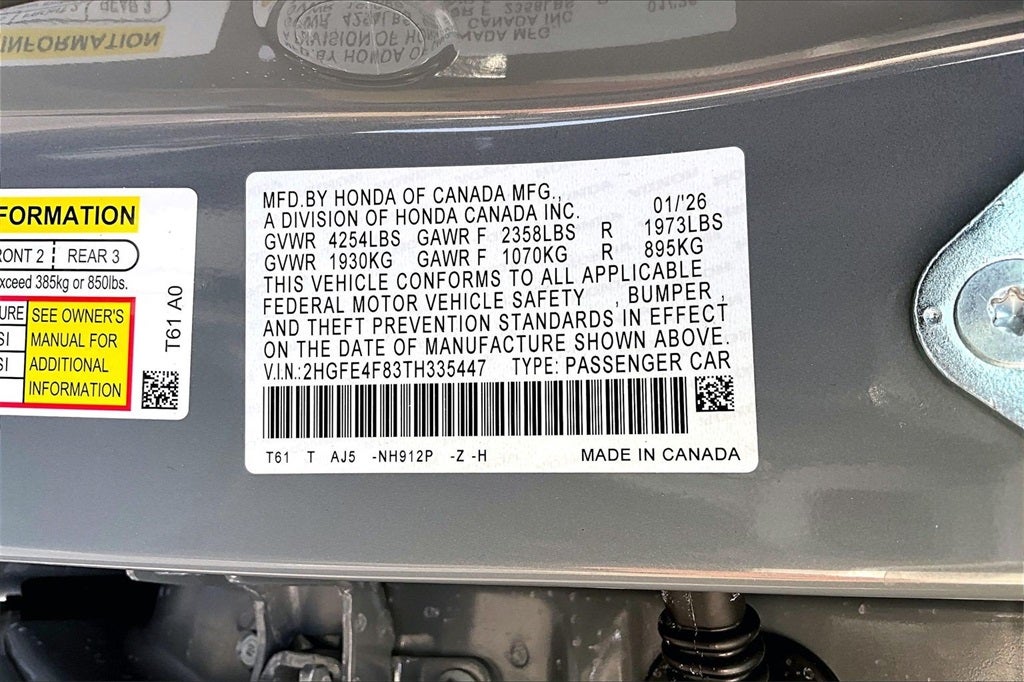 FORMATION
RONT 2 REAR 3
xceed 385kg or 850lbs.
URE SEE OWNER'S
SI MANUAL FOR
SI ADDITIONAL
INFORMATION
T61 A0
MFD.BY HONDA OF CANADA MFG.,
A DIVISION OF HONDA CANADA INC. 01/'26
GVWR 4254LBS GAWR F 2358LBS R 1973LBS
GVWR 1930KG GAWR F 1070KG R 895KG
THIS VEHICLE CONFORMS TO ALL APPLICABLE
FEDERAL MOTOR VEHICLE SAFETY , BUMPER ,
AND THEFT PREVENTION STANDARDS IN EFFECT
ON THE DATE OF MANUFACTURE SHOWN ABOVE.
V.I.N.:2HGFE4F83TH335447 TYPE: PASSENGER CAR
T61 T AJ5 -NH912P -Z -H MADE IN CANADA